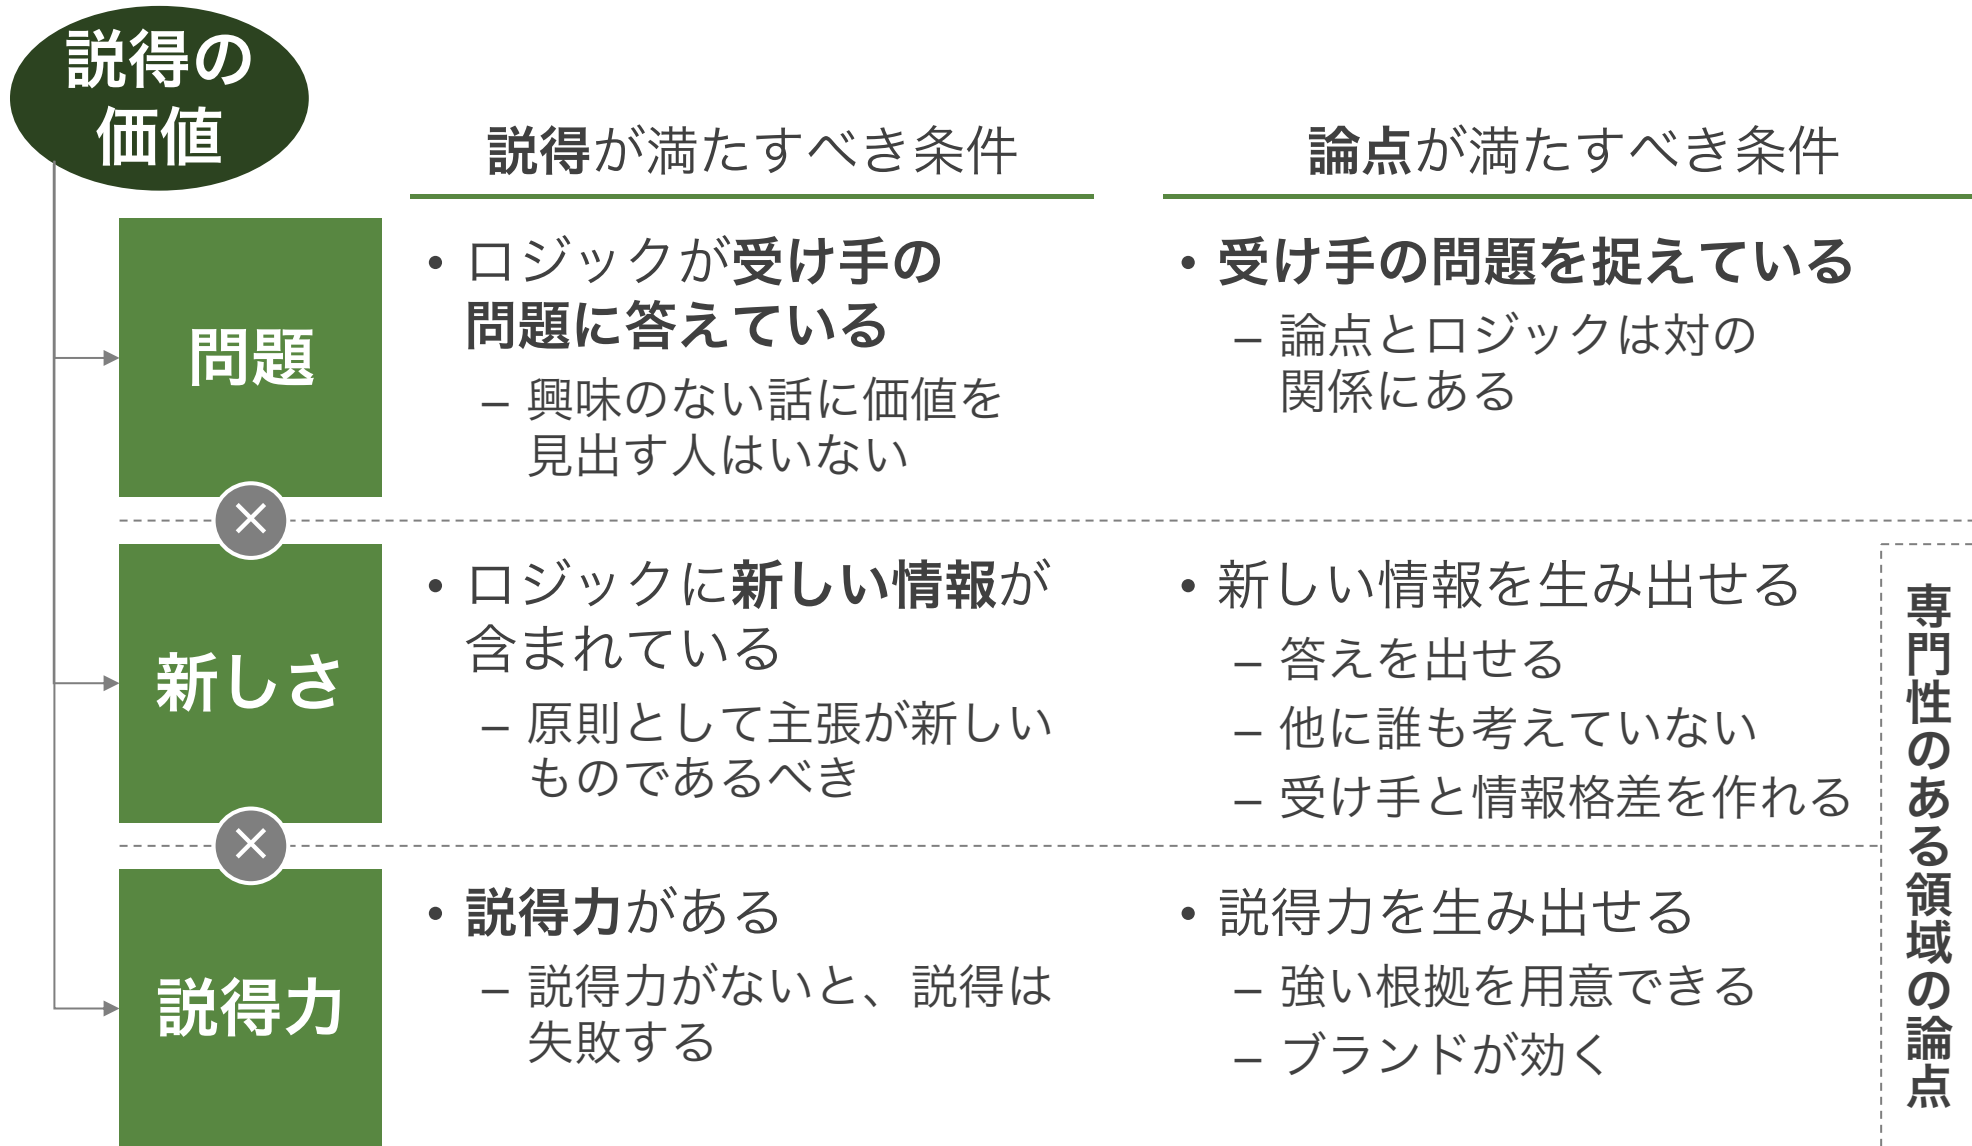 説得の
価値
説得が満たすべき条件
論点が満たすべき条件
問題
• ロジックが受け手の
問題に答えている
– 興味のない話に価値を
見出す人はいない
• 受け手の問題を捉えている
– 論点とロジックは対の
関係にある
×
新しさ
• ロジックに新しい情報が
含まれている
– 原則として主張が新しい
ものであるべき
• 新しい情報を生み出せる
– 答えを出せる
– 他に誰も考えていない
– 受け手と情報格差を作れる
×
説得力
• 説得力がある
– 説得力がないと、説得は
失敗する
• 説得力を生み出せる
– 強い根拠を用意できる
– ブランドが効く
専門性のある領域の論点